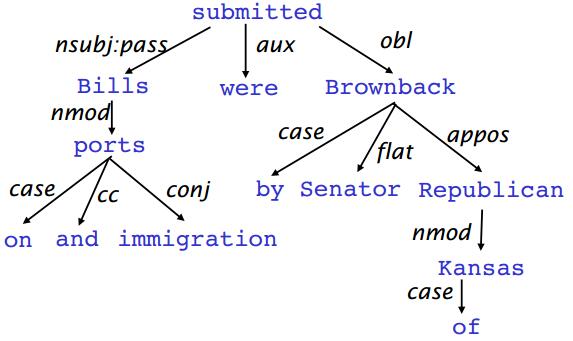 submitted
nsubj:pass aux obl
Bills were Brownback
nmod case flat appos
ports by Senator Republican
case cc conj nmod
on and immigration Kansas
case
of